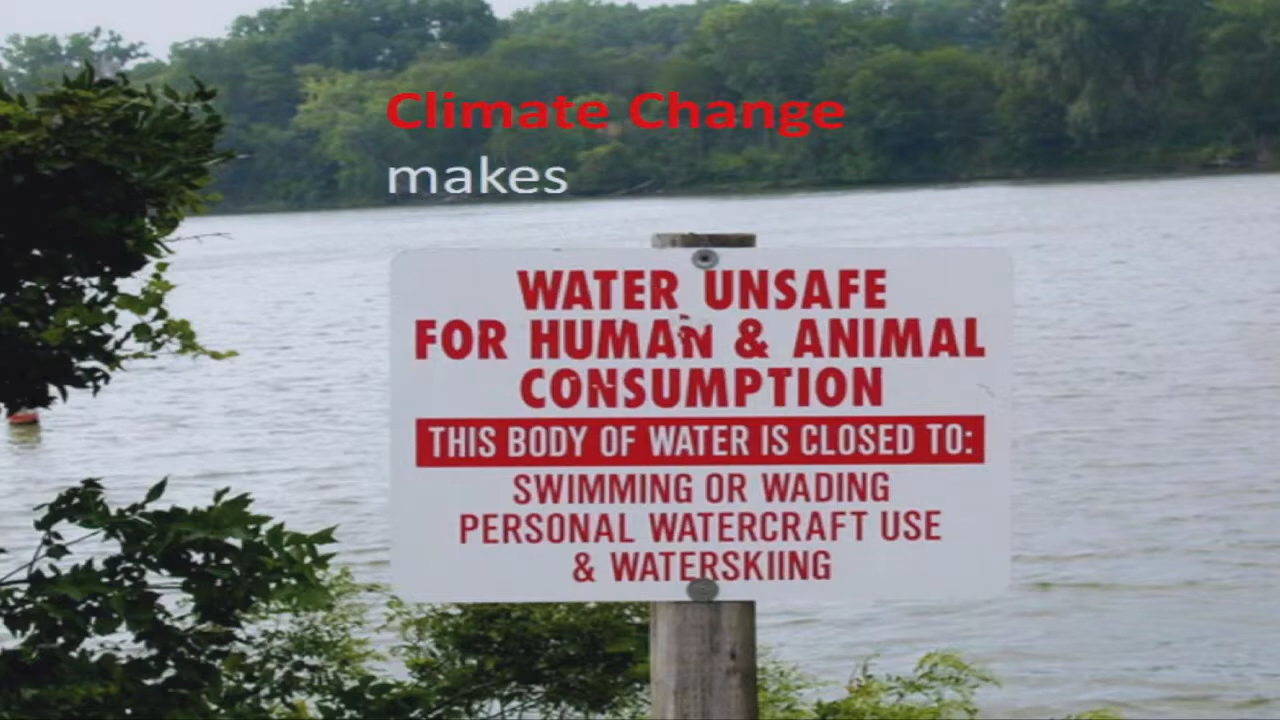 Climate Change
makes
WATER UNSAFE
FOR HUMAN & ANIMAL
CONSUMPTION
THIS BODY OF WATER IS CLOSED TO:
SWIMMING OR WADING
PERSONAL WATERCRAFT USE
& WATERSKIING